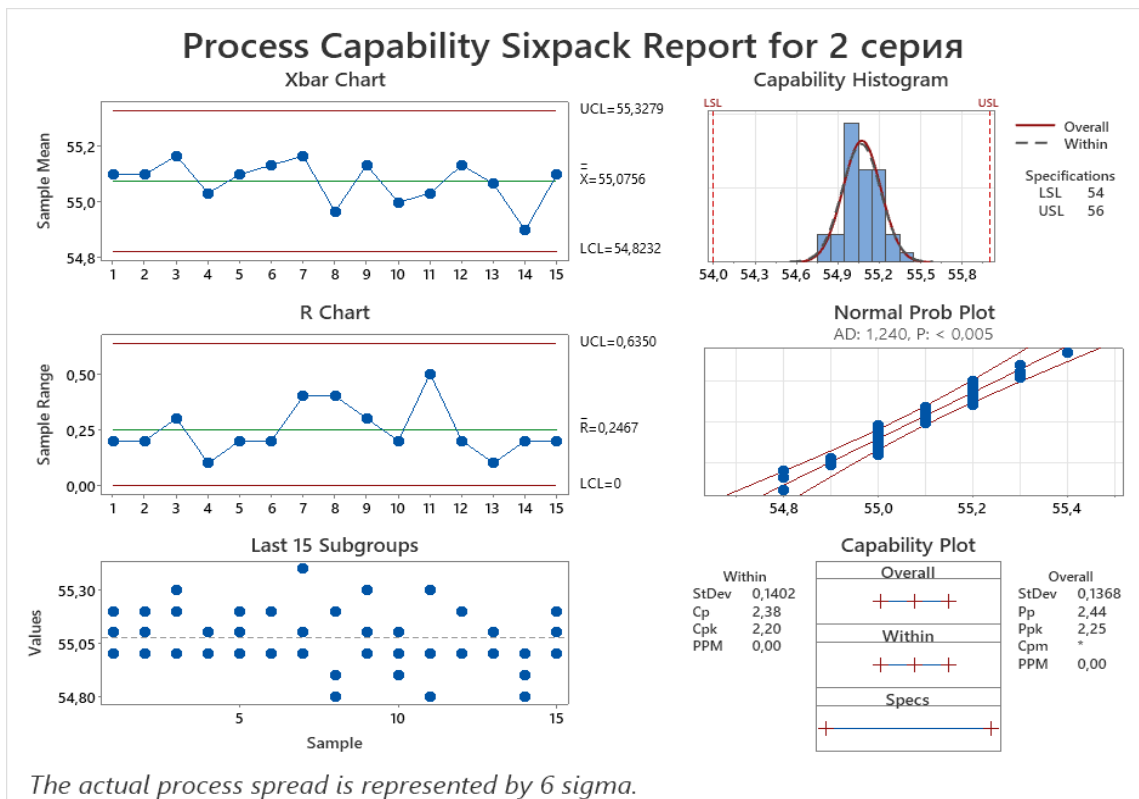 Process Capability Sixpack Report for 2 серия
Xbar Chart
Sample Mean
55,2
55,0
54,8
1 2 3 4 5 6 7 8 9 10 11 12 13 14 15
UCL=55,3279
X̿=55,0756
LCL=54,8232
R Chart
Sample Range
0,50
0,25
0,00
1 2 3 4 5 6 7 8 9 10 11 12 13 14 15
UCL=0,6350
R̄=0,2467
LCL=0
Last 15 Subgroups
Values
55,30
55,05
54,80
5 10 15
Sample
Capability Histogram
LSL USL
54,0 54,3 54,6 54,9 55,2 55,5 55,8
Overall
Within
Specifications
LSL 54
USL 56
Normal Prob Plot
AD: 1,240, P: < 0,005
54,8 55,0 55,2 55,4
Capability Plot
Within
StDev 0,1402
Cp 2,38
Cpk 2,20
PPM 0,00
Overall
Within
Specs
Overall
StDev 0,1368
Pp 2,44
Ppk 2,25
Cpm *
PPM 0,00
The actual process spread is represented by 6 sigma.